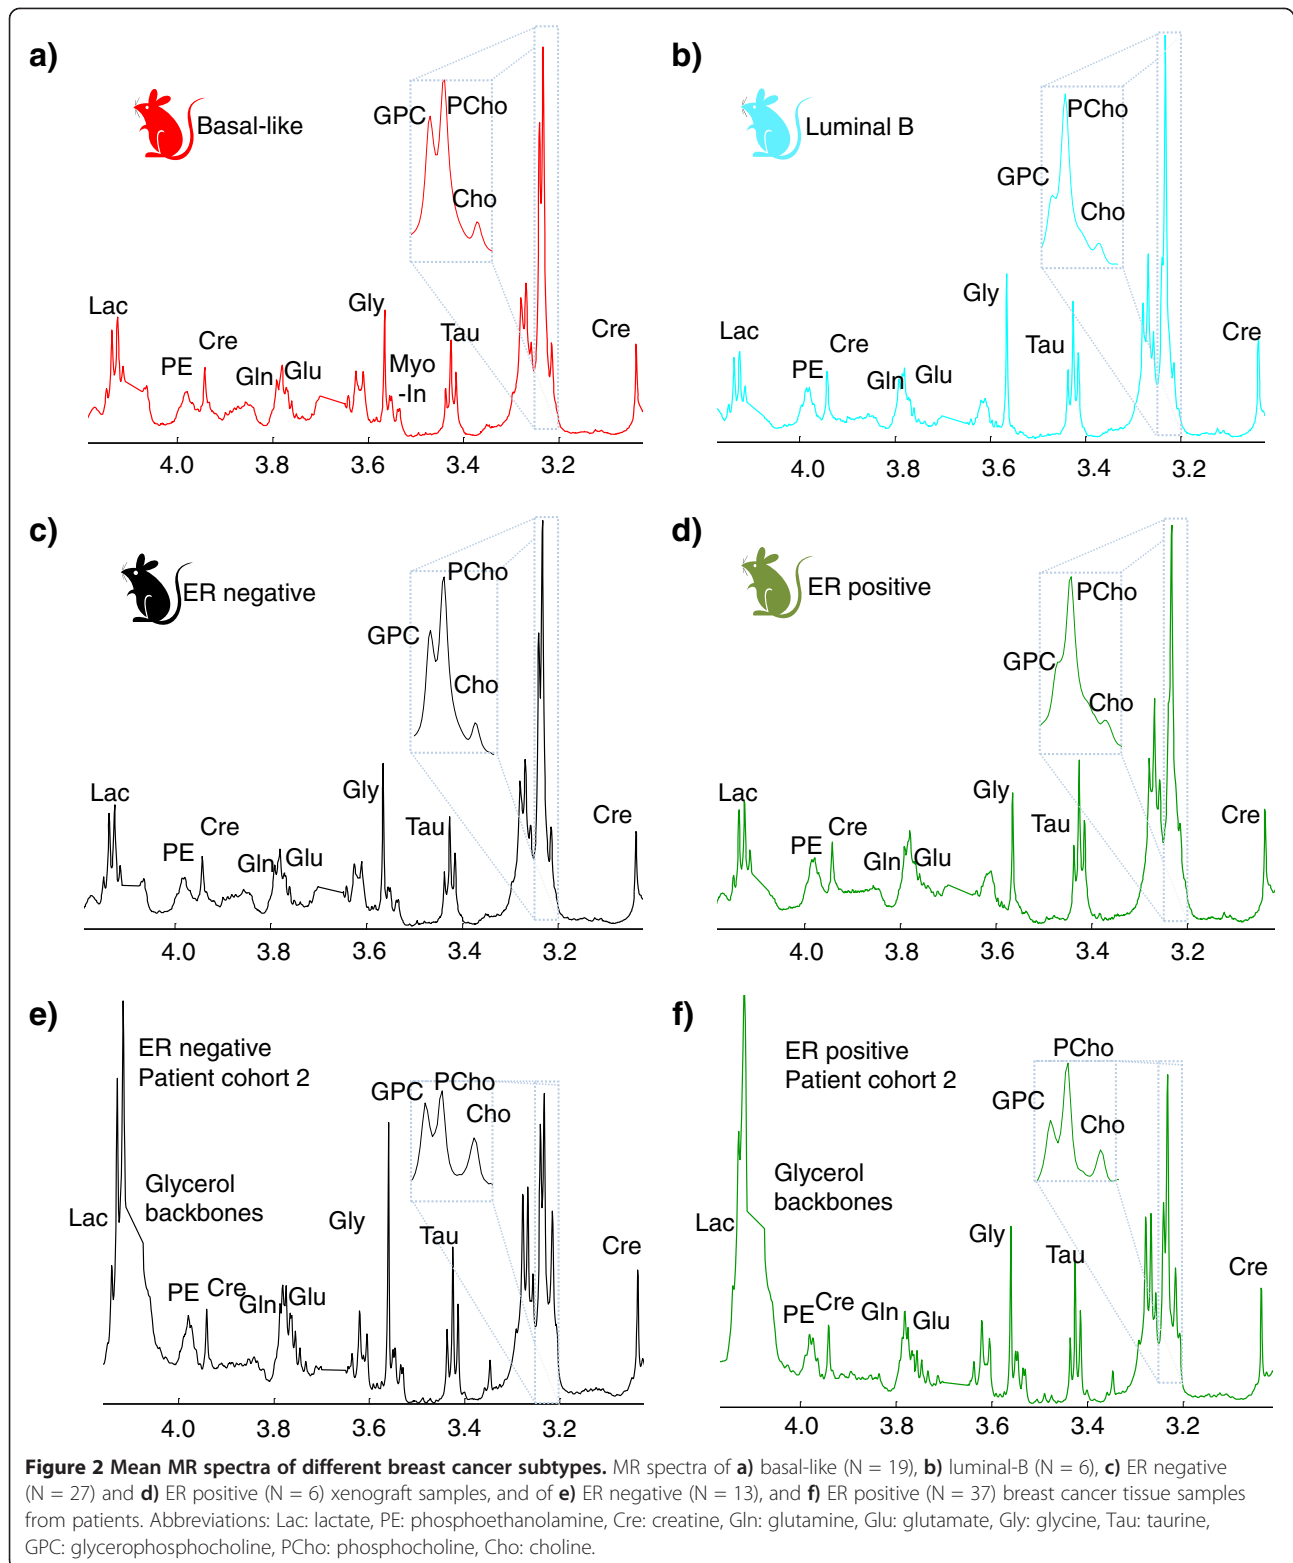 a)
Basal-like
GPC
PCho
Cho
Lac
PE
Cre
Gln
Glu
Gly
Myo
-In
Tau
Cre
4.0 3.8 3.6 3.4 3.2
b)
Luminal B
GPC
PCho
Cho
Lac
PE
Cre
Gln
Glu
Gly
Tau
Cre
4.0 3.8 3.6 3.4 3.2
c)
ER negative
GPC
PCho
Cho
Lac
PE
Cre
Gln
Glu
Gly
Tau
Cre
4.0 3.8 3.6 3.4 3.2
d)
ER positive
GPC
PCho
Cho
Lac
PE
Cre
Gln
Glu
Gly
Tau
Cre
4.0 3.8 3.6 3.4 3.2
e)
ER negative
Patient cohort 2
GPC
PCho
Cho
Glycerol
backbones
Lac
PE
Cre
Gln
Glu
Gly
Tau
Cre
4.0 3.8 3.6 3.4 3.2
f)
ER positive
Patient cohort 2
GPC
PCho
Cho
Glycerol
backbones
Lac
PE
Cre
Gln
Glu
Gly
Tau
Cre
4.0 3.8 3.6 3.4 3.2
Figure 2 Mean MR spectra of different breast cancer subtypes. MR spectra of a) basal-like (N = 19), b) luminal-B (N = 6), c) ER negative
(N = 27) and d) ER positive (N = 6) xenograft samples, and of e) ER negative (N = 13), and f) ER positive (N = 37) breast cancer tissue samples
from patients. Abbreviations: Lac: lactate, PE: phosphoethanolamine, Cre: creatine, Gln: glutamine, Glu: glutamate, Gly: glycine, Tau: taurine,
GPC: glycerophosphocholine, PCho: phosphocholine, Cho: choline.